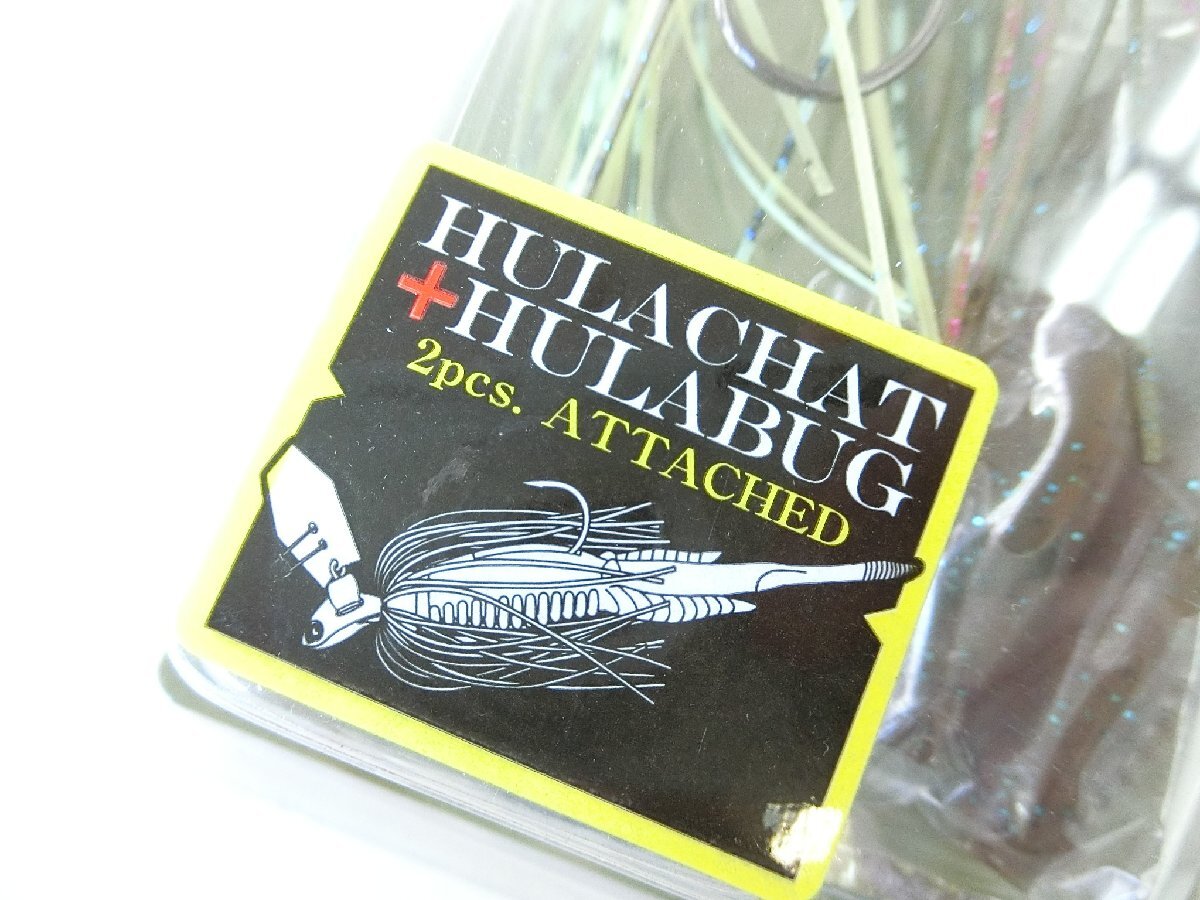 HULACHAT
+HULABUG
2pcs. ATTACHED